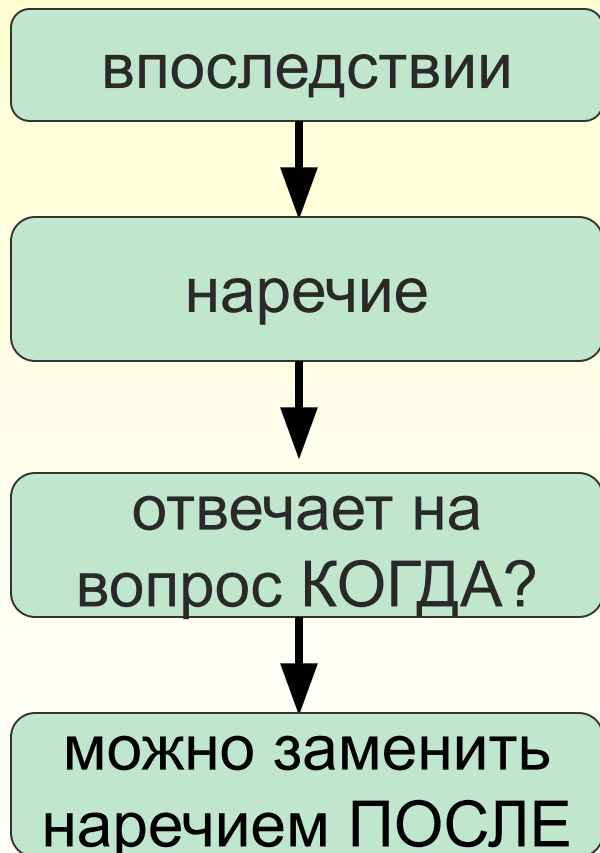 впоследствии
наречие
отвечает на
вопрос КОГДА?
можно заменить
наречием ПОСЛЕ